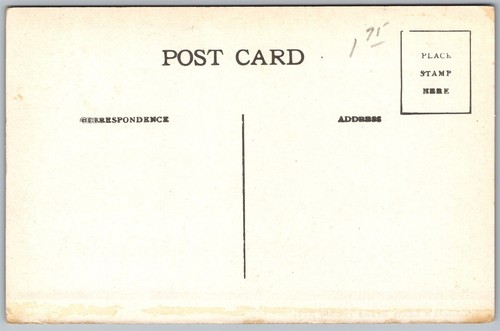 1 75
POST CARD
PLACE
STAMP
HERE
CORRESPONDENCE
ADDRESS